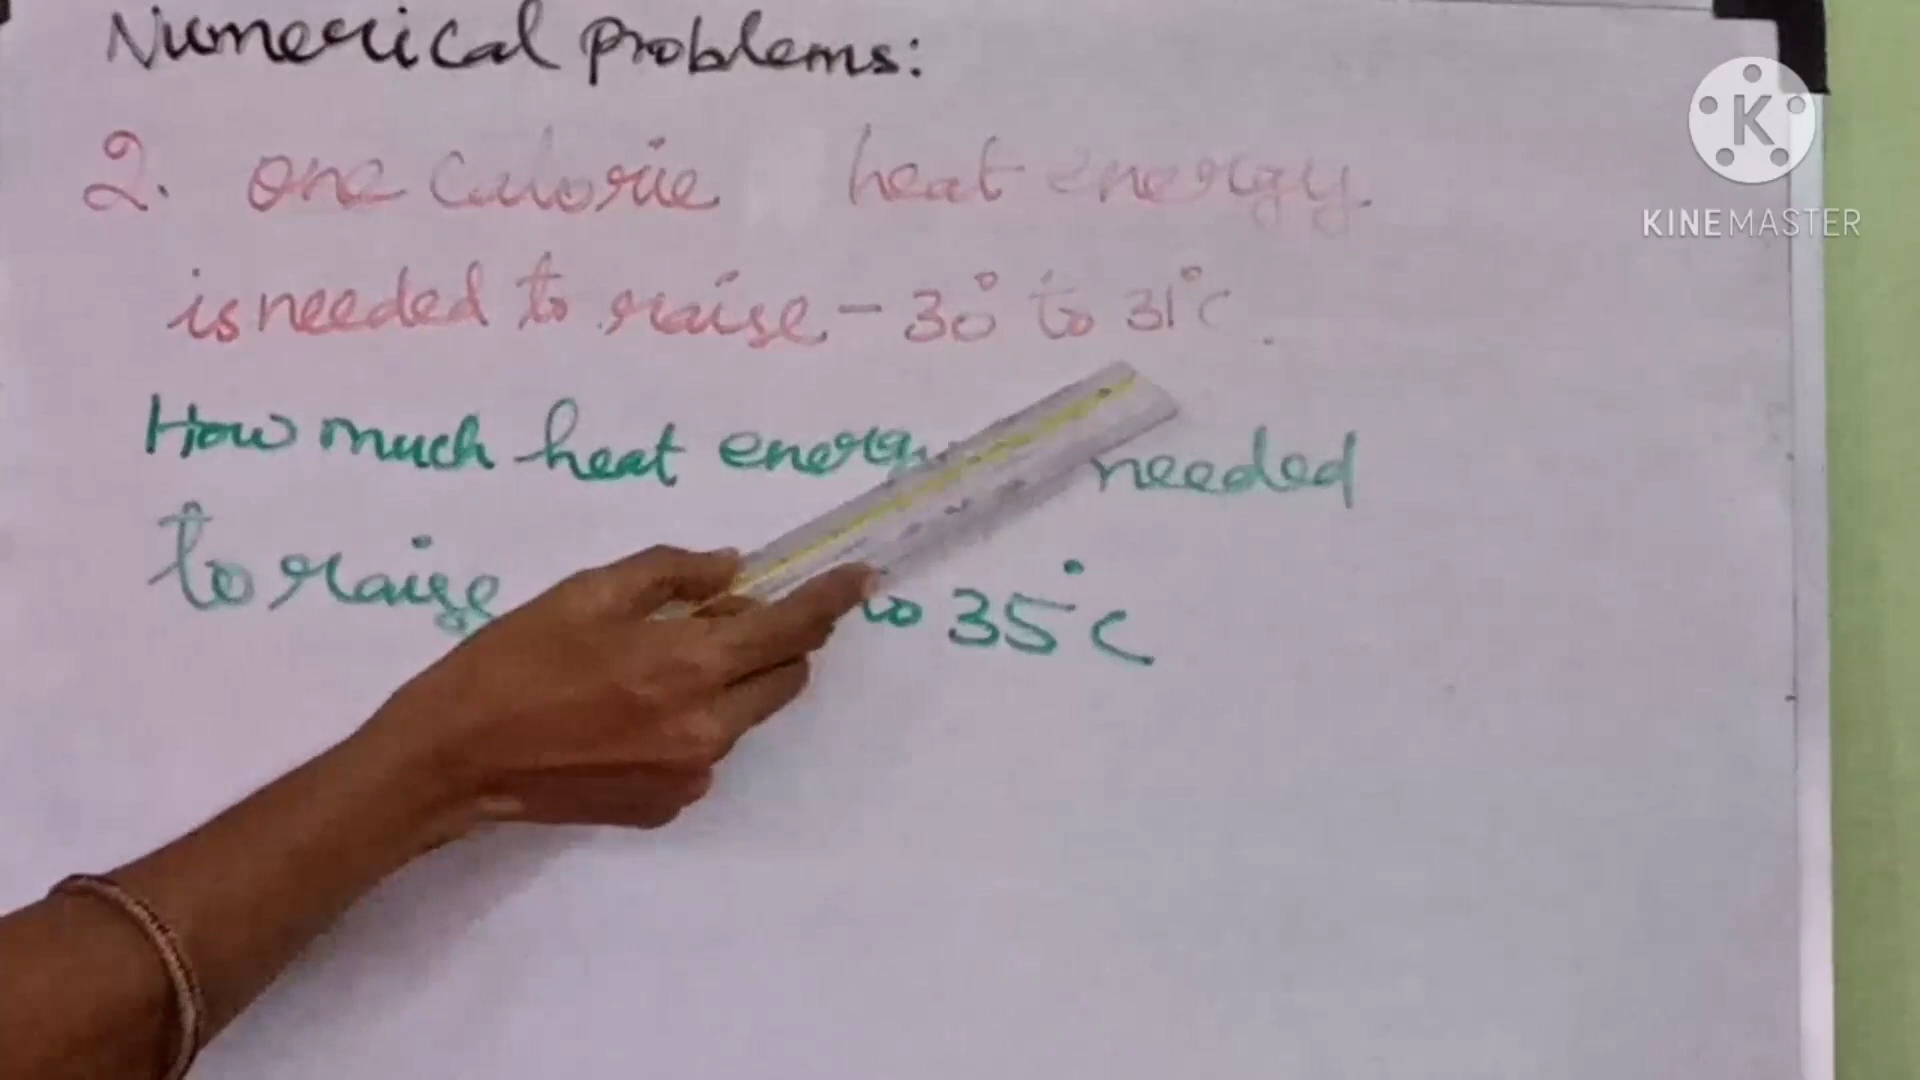 Numerical problems:
2. one calorie heat energy.
is needed to raise - 30° to 31°C.
How much heat energy needed
to raise to 35°C
K
KINEMASTER